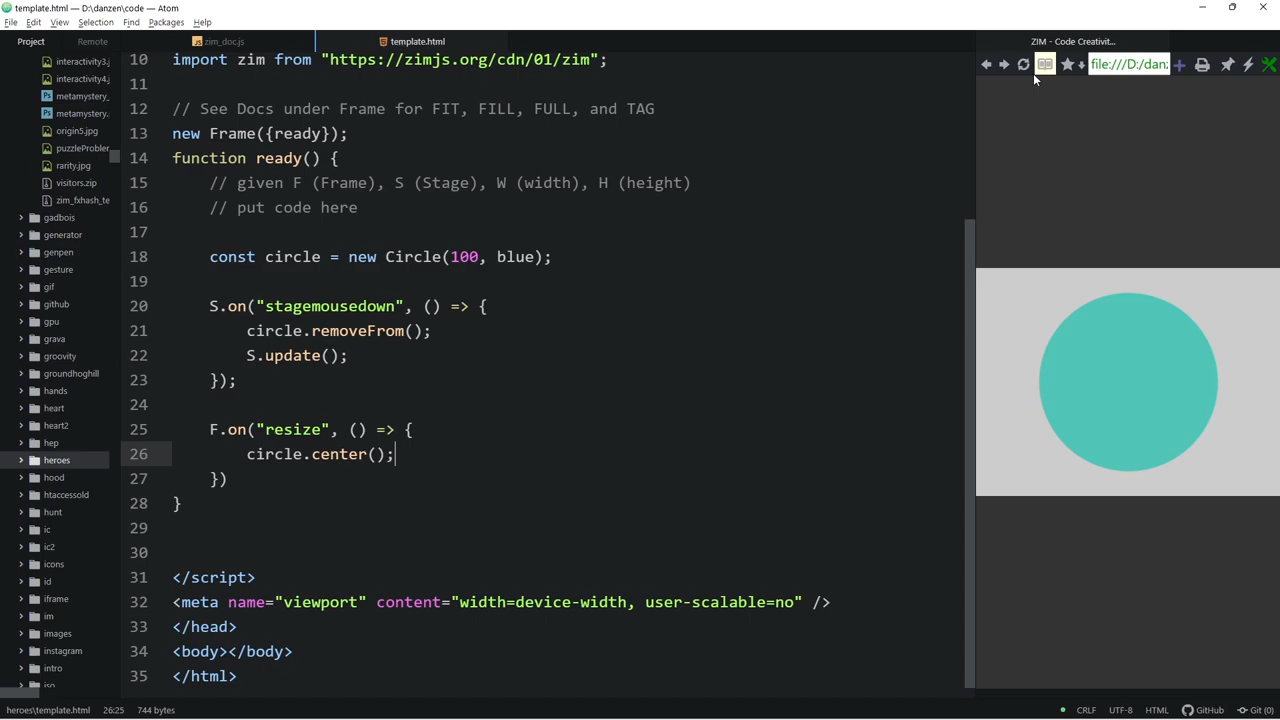 template.html — D:\danzen\code — Atom
File Edit View Selection Find Packages Help
Project Remote zim_doc.js template.html ZIM - Code Creativit...
file:///D:/danz
interactivity3.j
interactivity4.
metamystery_
metamystery.
origin5.jpg
puzzleProbler
rarity.jpg
visitors.zip
zim_fxhash_te
gadbois
generator
genpen
gesture
gif
github
gpu
grava
groovity
groundhoghill
hands
heart
heart2
hep
heroes
hood
htaccessold
hunt
ic
ic2
icons
id
iframe
im
images
instagram
intro
iso
10 import zim from "https://zimjs.org/cdn/01/zim";
11
12 // See Docs under Frame for FIT, FILL, FULL, and TAG
13 new Frame({ready});
14 function ready() {
15 // given F (Frame), S (Stage), W (width), H (height)
16 // put code here
17
18 const circle = new Circle(100, blue);
19
20 S.on("stagemousedown", () => {
21 circle.removeFrom();
22 S.update();
23 });
24
25 F.on("resize", () => {
26 circle.center();
27 })
28 }
29
30
31 </script>
32 <meta name="viewport" content="width=device-width, user-scalable=no" />
33 </head>
34 <body></body>
35 </html>
heroes\template.html 26:25 744 bytes CRLF UTF-8 HTML GitHub Git (0)